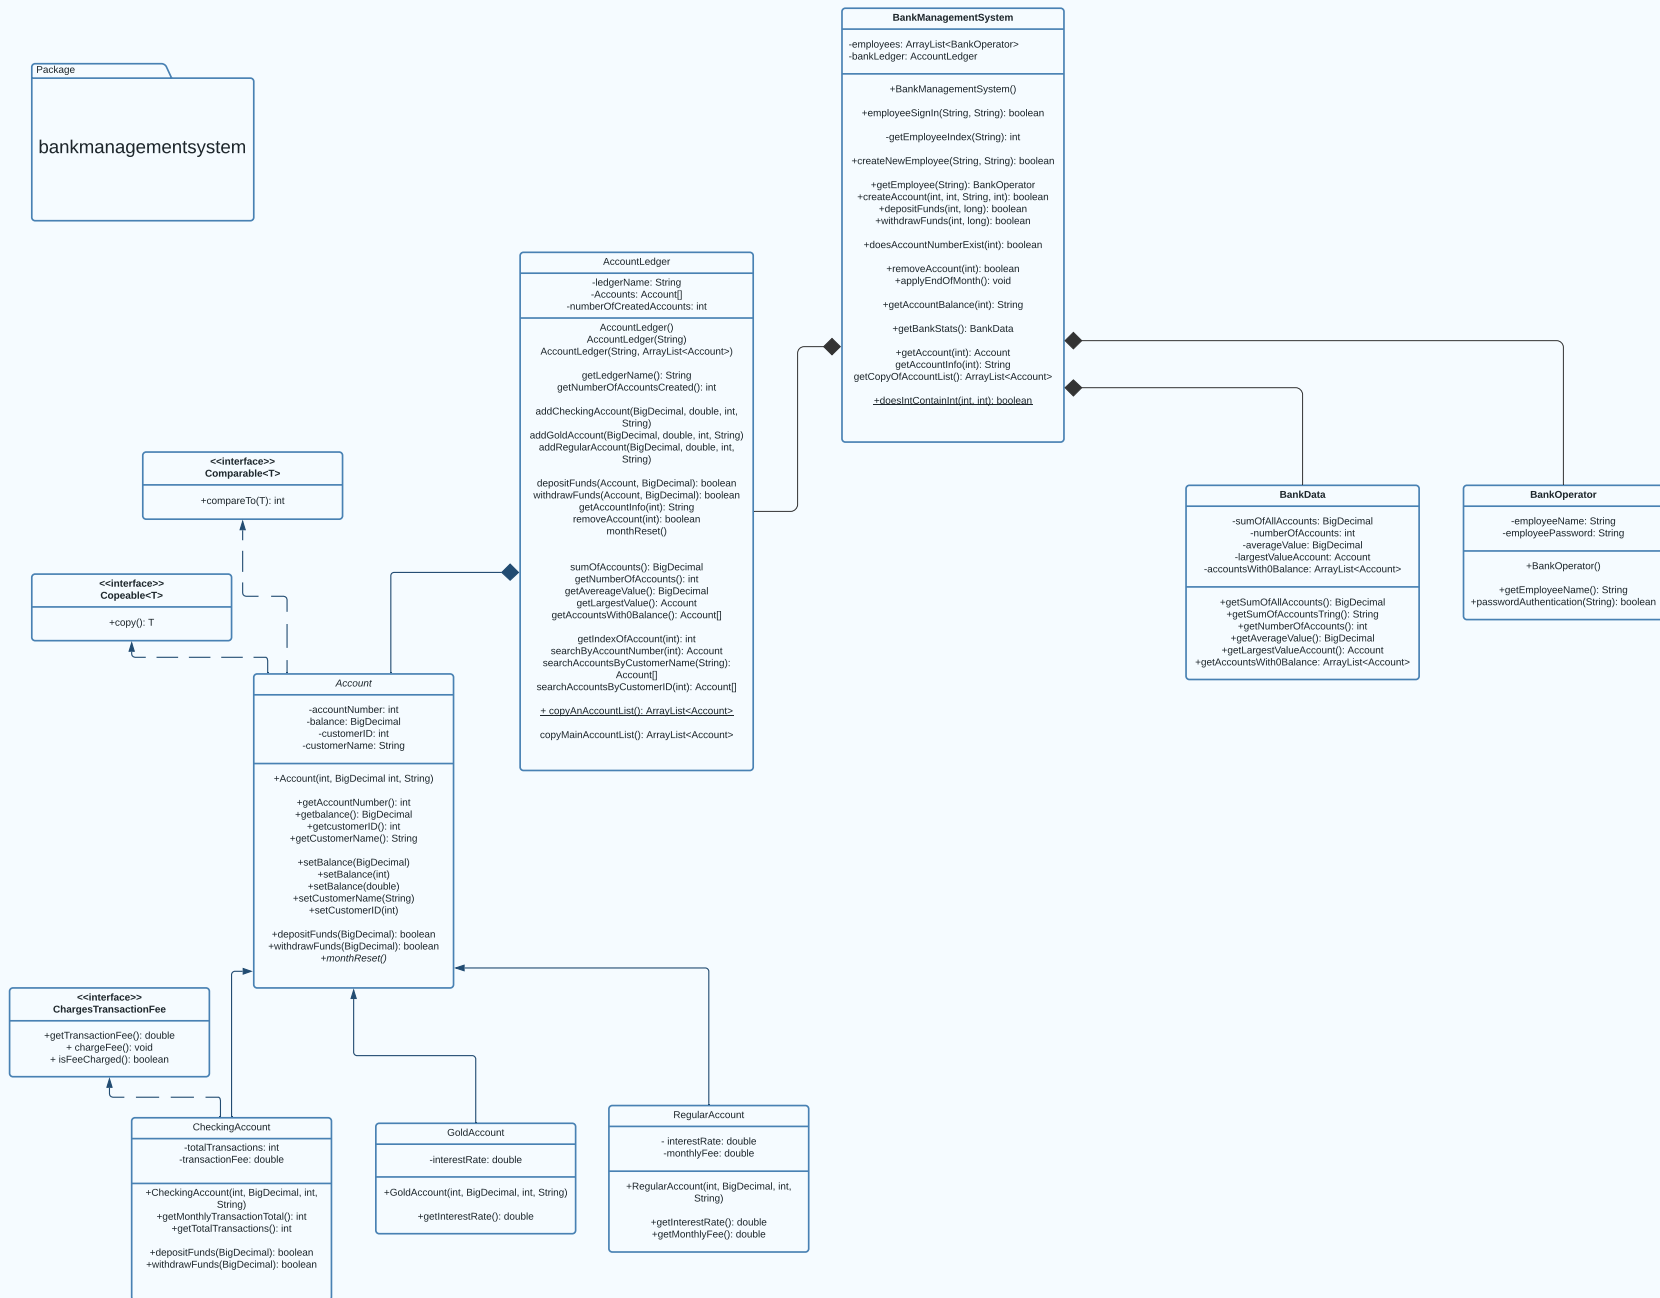 Package
bankmanagementsystem
BankManagementSystem
-employees: ArrayList<BankOperator>
-bankLedger: AccountLedger
+BankManagementSystem()
+employeeSignIn(String, String): boolean
-getEmployeeIndex(String): int
+createNewEmployee(String, String): boolean
+getEmployee(String): BankOperator
+createAccount(int, int, String, int): boolean
+depositFunds(int, long): boolean
+withdrawFunds(int, long): boolean
+doesAccountNumberExist(int): boolean
+removeAccount(int): boolean
+applyEndOfMonth(): void
+getAccountBalance(int): String
+getBankStats(): BankData
+getAccount(int): Account
getAccountInfo(int): String
getCopyOfAccountList(): ArrayList<Account>
+doesIntContainInt(int, int): boolean
AccountLedger
-ledgerName: String
-Accounts: Account[]
-numberOfCreatedAccounts: int
AccountLedger()
AccountLedger(String)
AccountLedger(String, ArrayList<Account>)
getLedgerName(): String
getNumberOfAccountsCreated(): int
addCheckingAccount(BigDecimal, double, int,
String)
addGoldAccount(BigDecimal, double, int, String)
addRegularAccount(BigDecimal, double, int,
String)
depositFunds(Account, BigDecimal): boolean
withdrawFunds(Account, BigDecimal): boolean
getAccountInfo(int): String
removeAccount(int): boolean
monthReset()
sumOfAccounts(): BigDecimal
getNumberOfAccounts(): int
getAvereageValue(): BigDecimal
getLargestValue(): Account
getAccountsWith0Balance(): Account[]
getIndexOfAccount(int): int
searchByAccountNumber(int): Account
searchAccountsByCustomerName(String):
Account[]
searchAccountsByCustomerID(int): Account[]
+ copyAnAccountList(): ArrayList<Account>
copyMainAccountList(): ArrayList<Account>
<<interface>>
Comparable<T>
+compareTo(T): int
<<interface>>
Copeable<T>
+copy(): T
BankData
-sumOfAllAccounts: BigDecimal
-numberOfAccounts: int
-averageValue: BigDecimal
-largestValueAccount: Account
-accountsWith0Balance: ArrayList<Account>
+getSumOfAllAccounts(): BigDecimal
+getSumOfAccountsTring(): String
+getNumberOfAccounts(): int
+getAverageValue(): BigDecimal
+getLargestValueAccount(): Account
+getAccountsWith0Balance: ArrayList<Account>
BankOperator
-employeeName: String
-employeePassword: String
+BankOperator()
+getEmployeeName(): String
+passwordAuthentication(String): boolean
Account
-accountNumber: int
-balance: BigDecimal
-customerID: int
-customerName: String
+Account(int, BigDecimal int, String)
+getAccountNumber(): int
+getbalance(): BigDecimal
+getcustomerID(): int
+getCustomerName(): String
+setBalance(BigDecimal)
+setBalance(int)
+setBalance(double)
+setCustomerName(String)
+setCustomerID(int)
+depositFunds(BigDecimal): boolean
+withdrawFunds(BigDecimal): boolean
+monthReset()
<<interface>>
ChargesTransactionFee
+getTransactionFee(): double
+ chargeFee(): void
+ isFeeCharged(): boolean
CheckingAccount
-totalTransactions: int
-transactionFee: double
+CheckingAccount(int, BigDecimal, int,
String)
+getMonthlyTransactionTotal(): int
+getTotalTransactions(): int
+depositFunds(BigDecimal): boolean
+withdrawFunds(BigDecimal): boolean
GoldAccount
-interestRate: double
+GoldAccount(int, BigDecimal, int, String)
+getInterestRate(): double
RegularAccount
- interestRate: double
-monthlyFee: double
+RegularAccount(int, BigDecimal, int,
String)
+getInterestRate(): double
+getMonthlyFee(): double